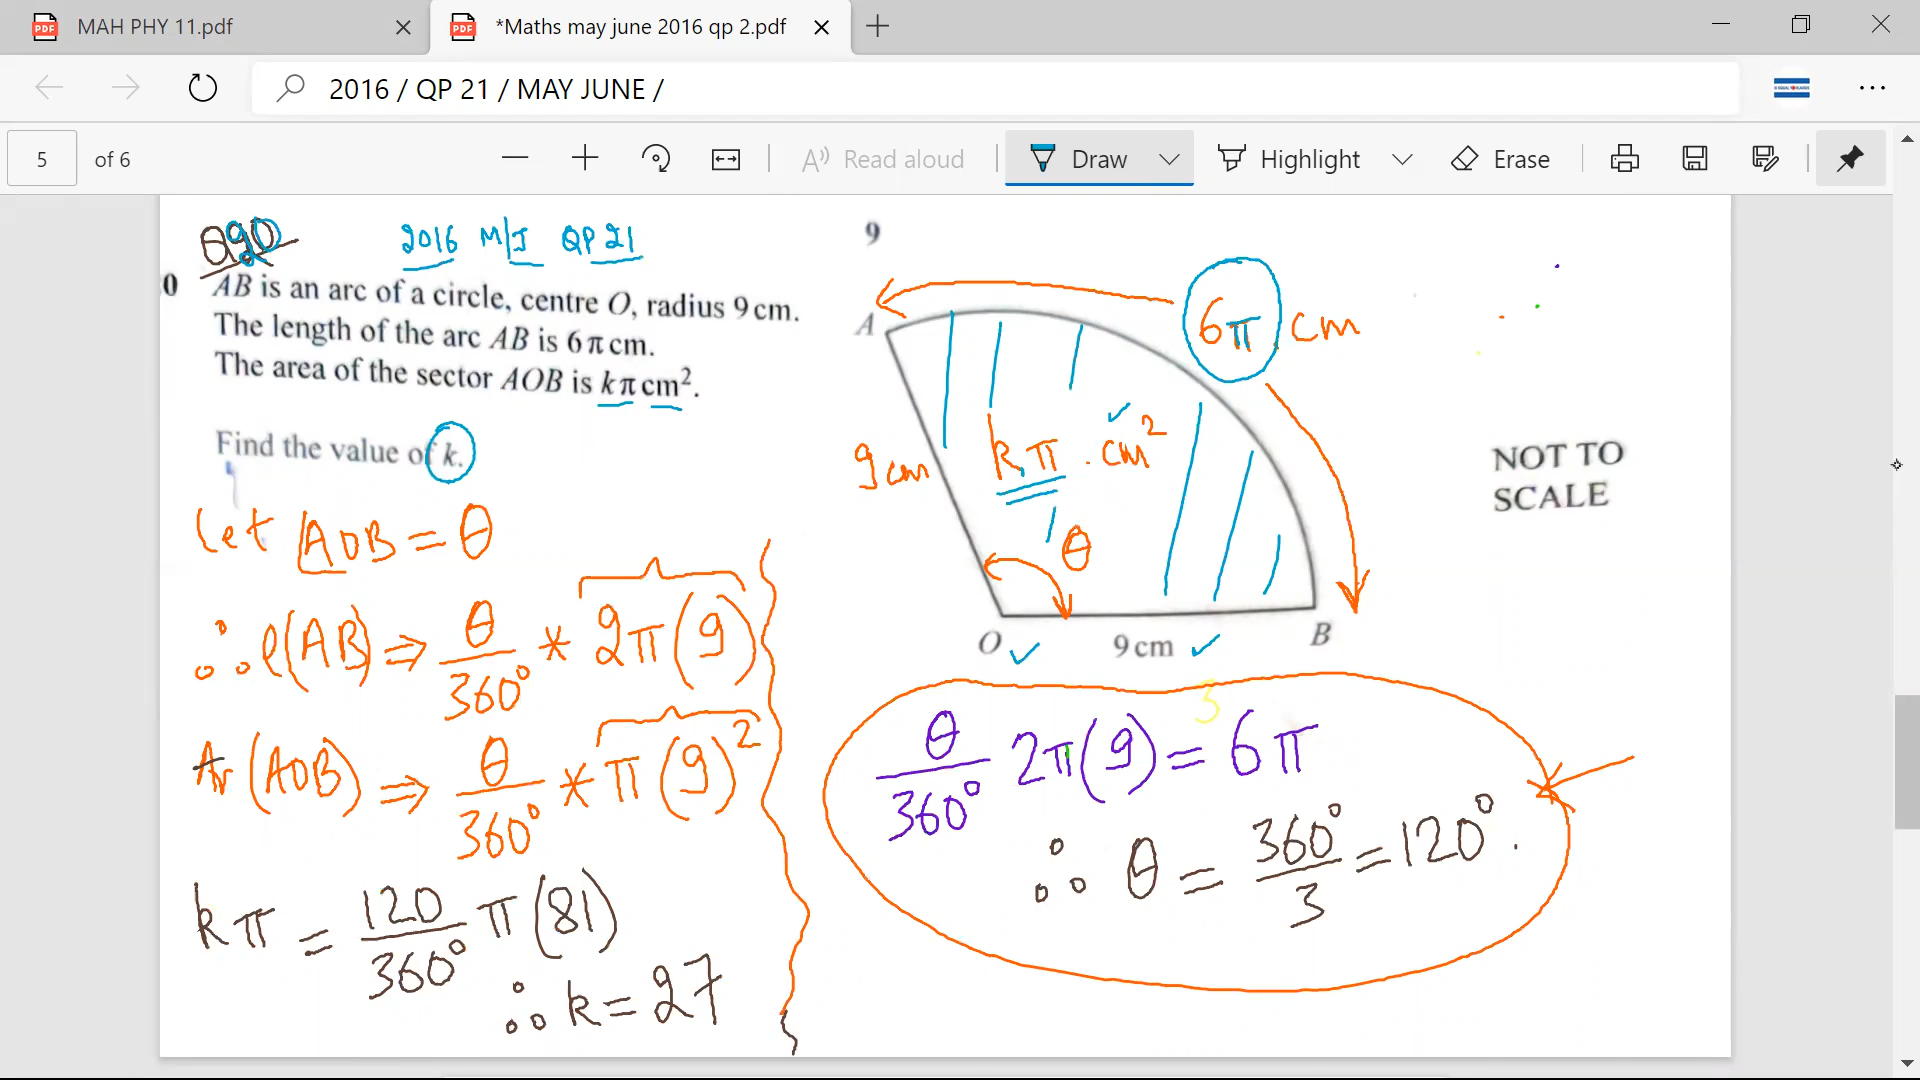 MAH PHY 11.pdf
*Maths may june 2016 qp 2.pdf
2016 / QP 21 / MAY JUNE /
5 of 6
Read aloud
Draw
Highlight
Erase
Q20
2016 M/J QP 21
9
0 AB is an arc of a circle, centre O, radius 9 cm.
The length of the arc AB is 6π cm.
The area of the sector AOB is kπ cm².
Find the value of k.
A
6π cm
9cm
kπ . cm²
θ
NOT TO
SCALE
O
9 cm
B
Let AOB = θ
∴ l(AB) ⇒ θ/360° * 2π(9)
Ar(AOB) ⇒ θ/360° * π(9)²
kπ = 120/360° π(81)
∴ k = 27
3
θ/360° 2π(9) = 6π
∴ θ = 360°/3 = 120°.